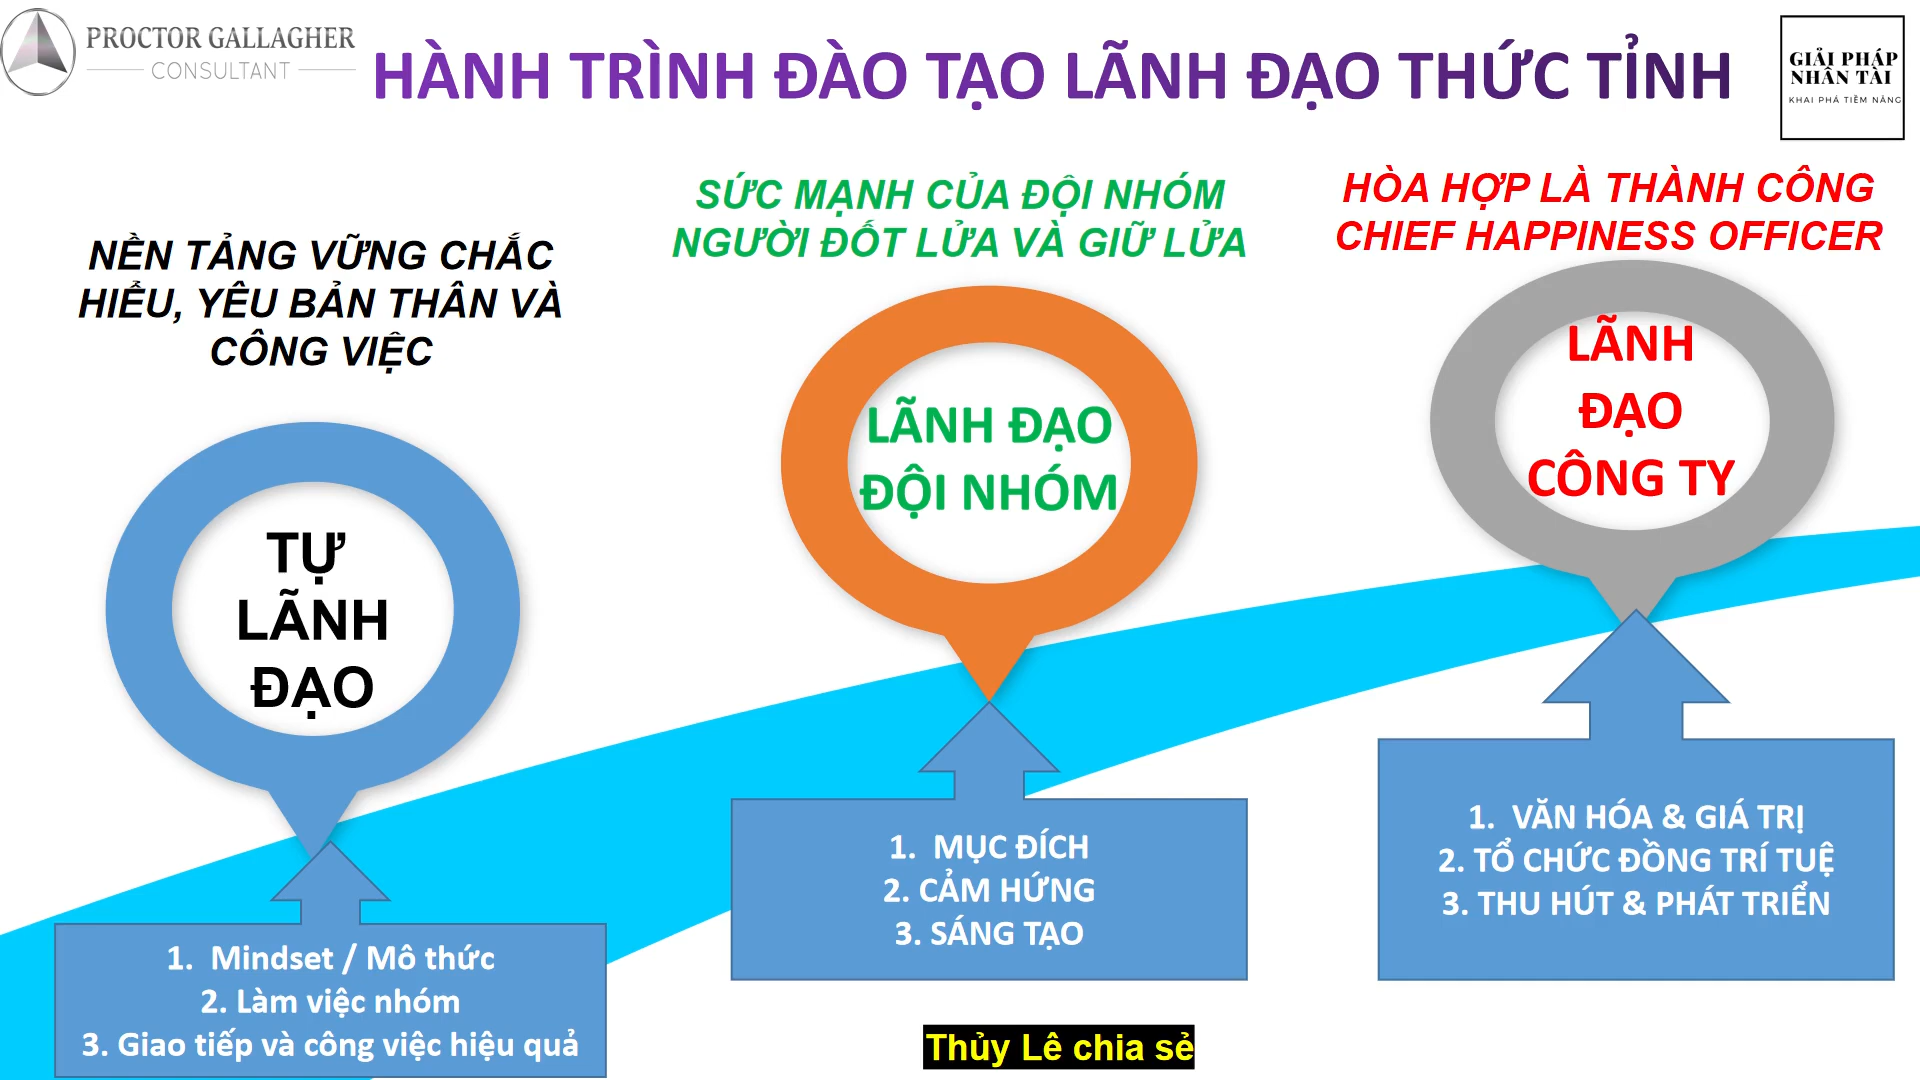 PROCTOR GALLAGHER
CONSULTANT
HÀNH TRÌNH ĐÀO TẠO LÃNH ĐẠO THỨC TỈNH
GIẢI PHÁP
NHÂN TÀI
KHAI PHÁ TIỀM NĂNG
NỀN TẢNG VỮNG CHẮC
HIỂU, YÊU BẢN THÂN VÀ
CÔNG VIỆC
TỰ
LÃNH
ĐẠO
1. Mindset / Mô thức
2. Làm việc nhóm
3. Giao tiếp và công việc hiệu quả
SỨC MẠNH CỦA ĐỘI NHÓM
NGƯỜI ĐỐT LỬA VÀ GIỮ LỬA
LÃNH ĐẠO
ĐỘI NHÓM
1. MỤC ĐÍCH
2. CẢM HỨNG
3. SÁNG TẠO
HÒA HỢP LÀ THÀNH CÔNG
CHIEF HAPPINESS OFFICER
LÃNH
ĐẠO
CÔNG TY
1. VĂN HÓA & GIÁ TRỊ
2. TỔ CHỨC ĐỒNG TRÍ TUỆ
3. THU HÚT & PHÁT TRIỂN
Thủy Lê chia sẻ